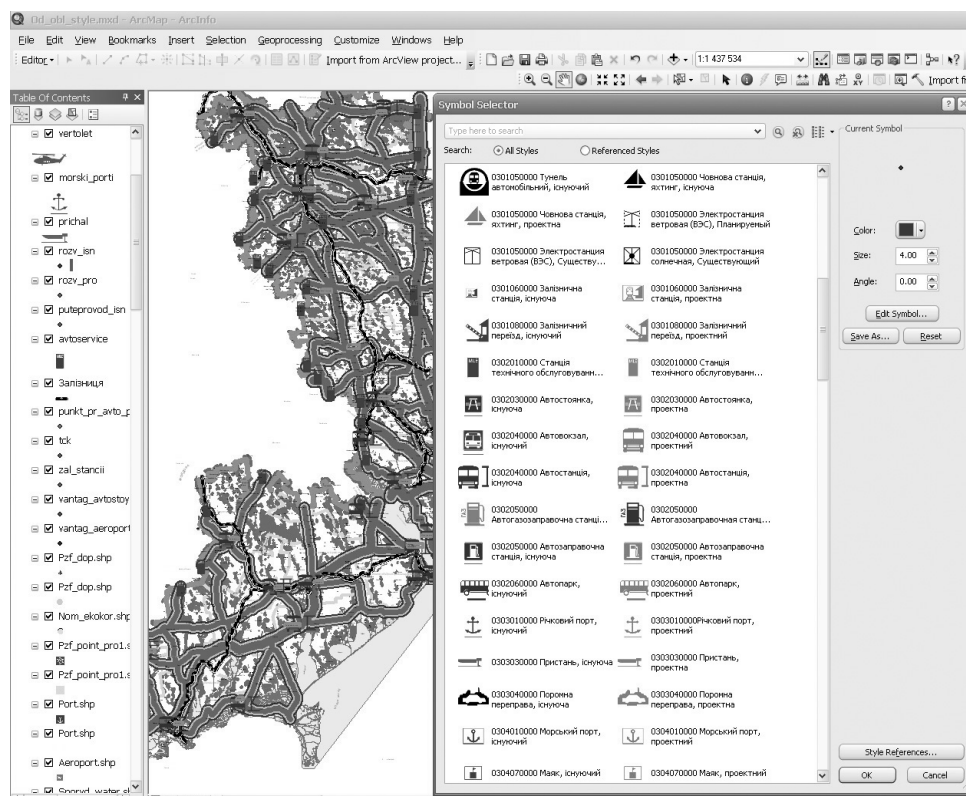 Od_obl_style.mxd - ArcMap - ArcInfo
File Edit View Bookmarks Insert Selection Geoprocessing Customize Windows Help
Editor Import from ArcView project... 1:1 437 534
Import fr
Table Of Contents
vertolet
morski_porti
prichal
rozv_isn
rozv_pro
puteprovod_isn
avtoservice
Залізниця
punkt_pr_avto_p
tck
zal_stancii
vantag_avtostoy
vantag_aeroport
Pzf_dop.shp
Pzf_dop.shp
Nom_ekokor.shp
Pzf_point_pro1.s
Pzf_point_pro1.s
Port.shp
Port.shp
Aeroport.shp
Sporyd_water.sh
Symbol Selector
Type here to search
Search: All Styles Referenced Styles
0301050000 Тунель
автомобільний, існуючий
0301050000 Човнова станція,
яхтинг, існуюча
0301050000 Човнова станція,
яхтинг, проектна
0301050000 Электростанция
ветровая (ВЭС), Планируемый
0301050000 Электростанция
ветровая (ВЭС), Существу...
0301050000 Электростанция
солнечная, Существующий
0301060000 Залізнична
станція, існуюча
0301060000 Залізнична
станція, проектна
0301080000 Залізничний
переїзд, існуючий
0301080000 Залізничний
переїзд, проектний
0302010000 Станція
технічного обслуговуванн...
0302010000 Станція
технічного обслуговуванн...
0302030000 Автостоянка,
існуюча
0302030000 Автостоянка,
проектна
0302040000 Автовокзал,
існуючий
0302040000 Автовокзал,
проектний
0302040000 Автостанція,
існуюча
0302040000 Автостанція,
проектна
0302050000
Автогазозаправочна станці...
0302050000
Автогазозаправочная станц...
0302050000 Автозаправочна
станція, існуюча
0302050000 Автозаправочна
станція, проектна
0302060000 Автопарк,
існуючий
0302060000 Автопарк,
проектний
0303010000 Річковий порт,
існуючий
0303010000Річковий порт,
проектний
0303030000 Пристань, існуюча
0303030000 Пристань,
проектна
0303040000 Поромна
переправа, існуюча
0303040000 Поромна
переправа, проектна
0304010000 Морський порт,
існуючий
0304010000 Морський порт,
проектний
0304070000 Маяк, існуючий
0304070000 Маяк, проектний
Current Symbol
Color:
Size: 4.00
Angle: 0.00
Edit Symbol...
Save As... Reset
Style References...
OK Cancel